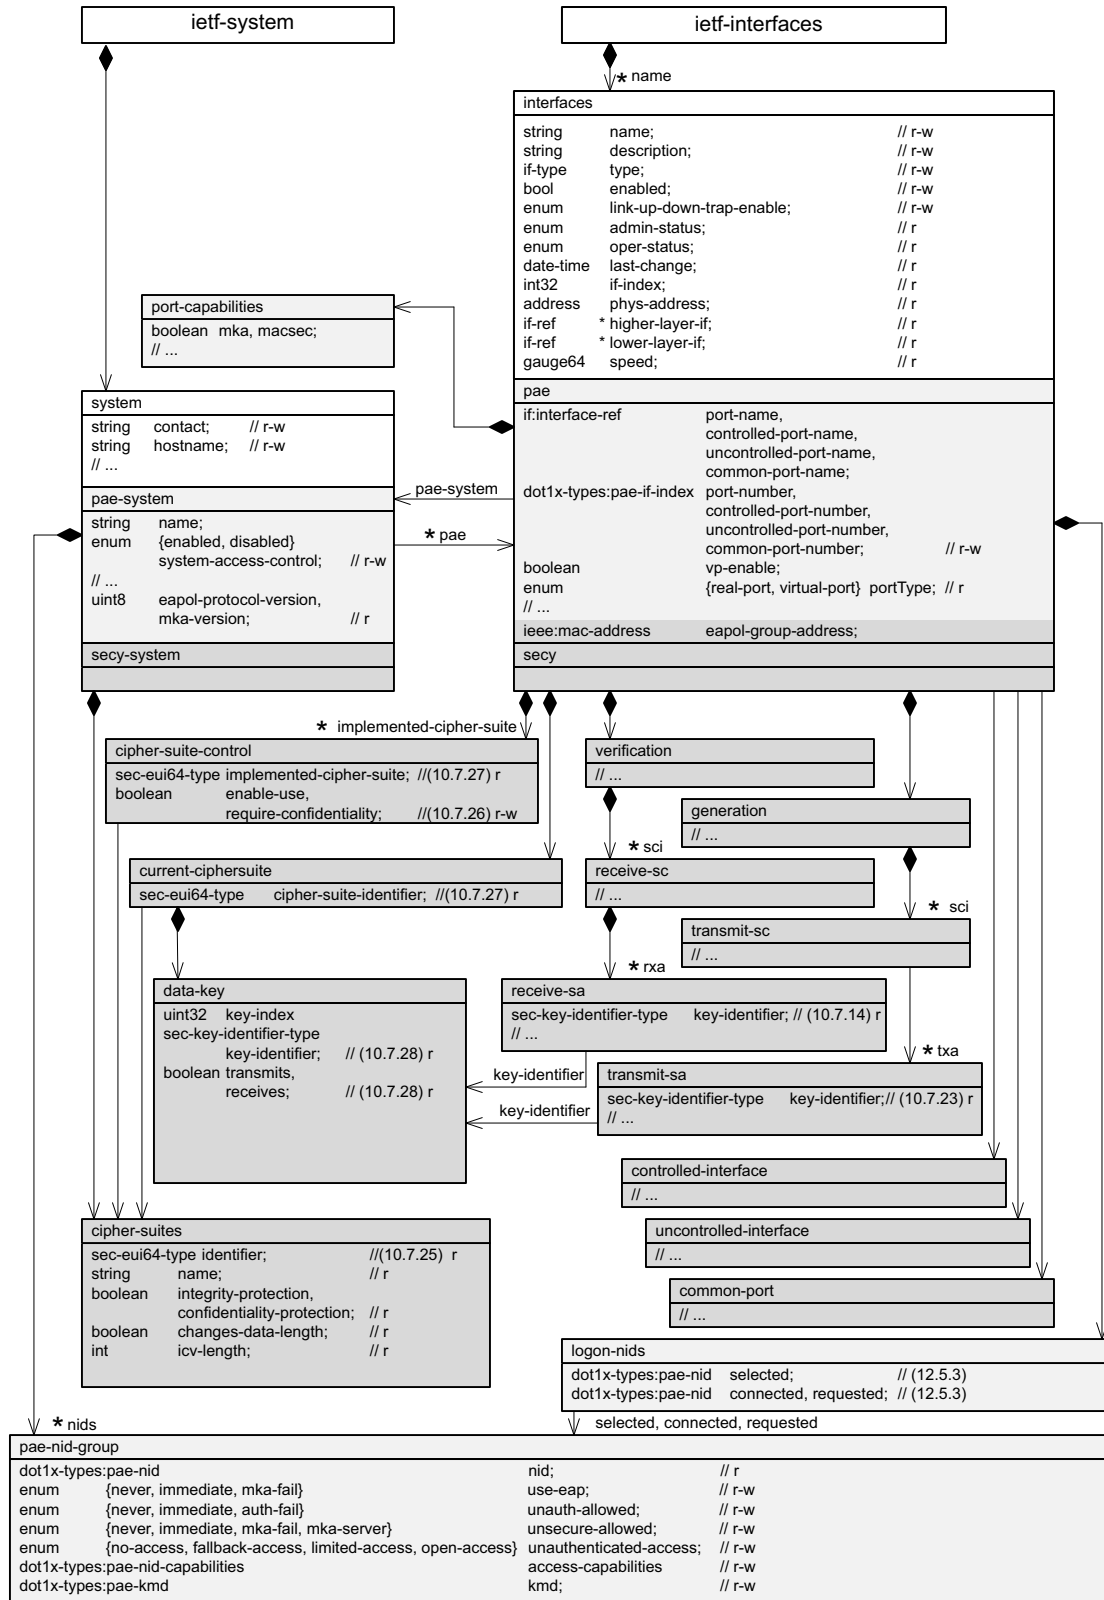 ietf-system
ietf-interfaces
* name
interfaces
string name; // r-w
string description; // r-w
if-type type; // r-w
bool enabled; // r-w
enum link-up-down-trap-enable; // r-w
enum admin-status; // r
enum oper-status; // r
date-time last-change; // r
int32 if-index; // r
address phys-address; // r
if-ref * higher-layer-if; // r
if-ref * lower-layer-if; // r
gauge64 speed; // r
port-capabilities
boolean mka, macsec;
// ...
pae
if:interface-ref port-name,
controlled-port-name,
uncontrolled-port-name,
common-port-name;
dot1x-types:pae-if-index port-number,
controlled-port-number,
uncontrolled-port-number,
common-port-number; // r-w
boolean vp-enable;
enum {real-port, virtual-port} portType; // r
// ...
ieee:mac-address eapol-group-address;
secy
system
string contact; // r-w
string hostname; // r-w
// ...
pae-system
string name;
enum {enabled, disabled}
system-access-control; // r-w
// ...
uint8 eapol-protocol-version,
mka-version; // r
secy-system
pae-system
* pae
* implemented-cipher-suite
cipher-suite-control
sec-eui64-type implemented-cipher-suite; //(10.7.27) r
boolean enable-use,
require-confidentiality; //(10.7.26) r-w
verification
// ...
generation
// ...
* sci
current-ciphersuite
sec-eui64-type cipher-suite-identifier; //(10.7.27) r
receive-sc
// ...
* sci
transmit-sc
// ...
* rxa
data-key
uint32 key-index
sec-key-identifier-type
key-identifier; // (10.7.28) r
boolean transmits,
receives; // (10.7.28) r
receive-sa
sec-key-identifier-type key-identifier; // (10.7.14) r
// ...
* txa
key-identifier
transmit-sa
sec-key-identifier-type key-identifier;// (10.7.23) r
// ...
key-identifier
controlled-interface
// ...
uncontrolled-interface
// ...
common-port
// ...
cipher-suites
sec-eui64-type identifier; //(10.7.25) r
string name; // r
boolean integrity-protection,
confidentiality-protection; // r
boolean changes-data-length; // r
int icv-length; // r
logon-nids
dot1x-types:pae-nid selected; // (12.5.3)
dot1x-types:pae-nid connected, requested; // (12.5.3)
* nids
selected, connected, requested
pae-nid-group
dot1x-types:pae-nid nid; // r
enum {never, immediate, mka-fail} use-eap; // r-w
enum {never, immediate, auth-fail} unauth-allowed; // r-w
enum {never, immediate, mka-fail, mka-server} unsecure-allowed; // r-w
enum {no-access, fallback-access, limited-access, open-access} unauthenticated-access; // r-w
dot1x-types:pae-nid-capabilities access-capabilities // r-w
dot1x-types:pae-kmd kmd; // r-w